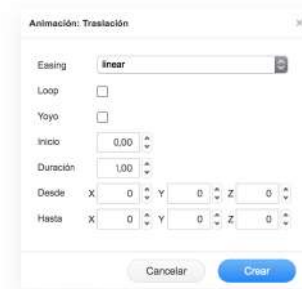 Animación: Traslación ×
Easing linear
Loop
Yoyo
Inicio 0,00
Duración 1,00
Desde X 0 Y 0 Z 0
Hasta X 0 Y 0 Z 0
Cancelar Crear